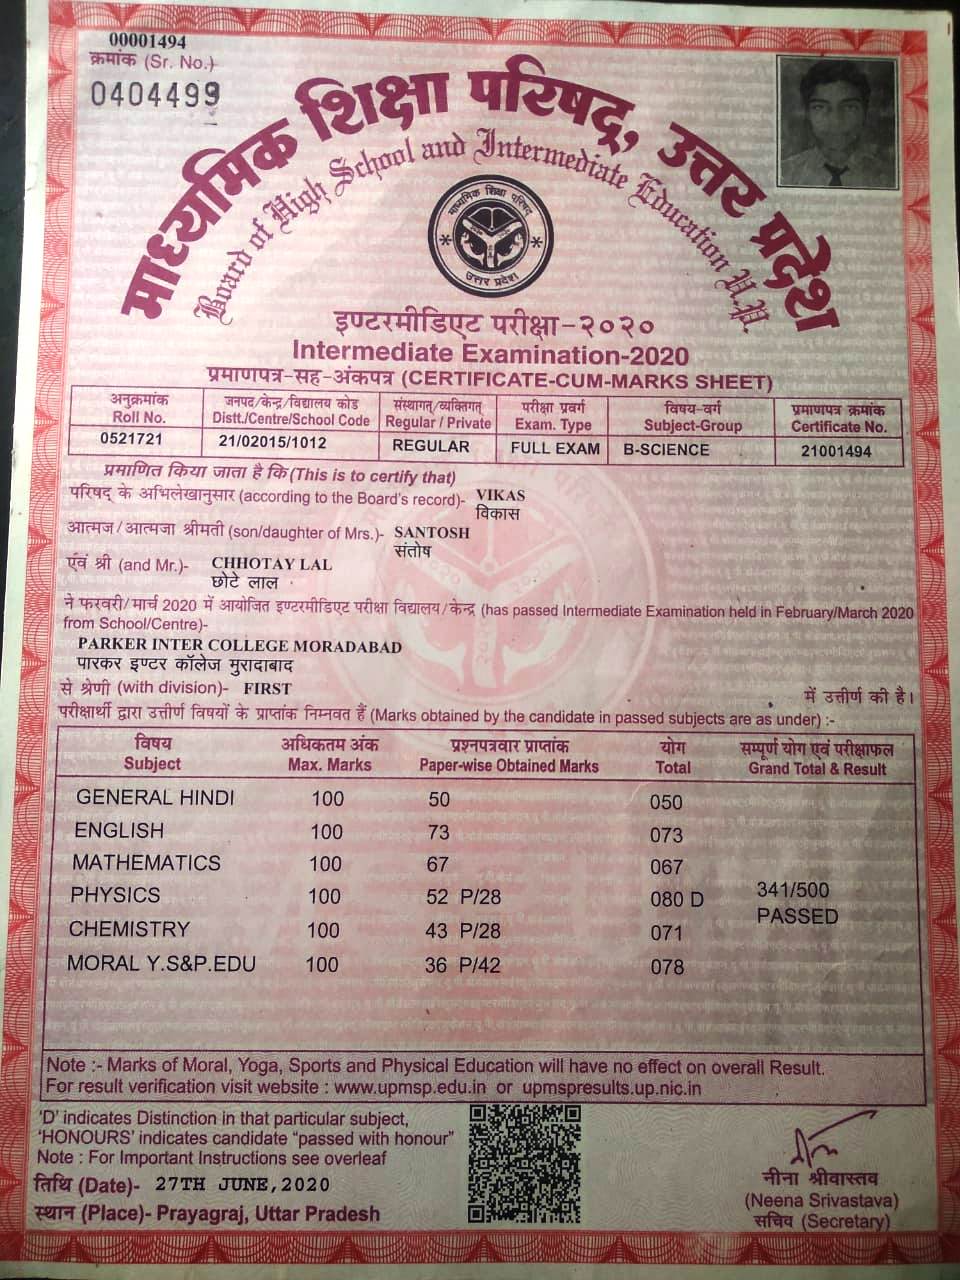 00001494
क्रमांक (Sr. No.)
0404499
माध्यमिक शिक्षा परिषद्, उत्तर प्रदेश
Board of High School and Intermediate Education U.P.
माध्यमिक शिक्षा परिषद
उत्तर प्रदेश
इण्टरमीडिएट परीक्षा-२०२०
Intermediate Examination-2020
प्रमाणपत्र-सह-अंकपत्र (CERTIFICATE-CUM-MARKS SHEET)
अनुक्रमांक जनपद/केन्द्र/विद्यालय कोड संस्थागत्/व्यक्तिगत् परीक्षा प्रवर्ग विषय-वर्ग प्रमाणपत्र क्रमांक
Roll No. Distt./Centre/School Code Regular / Private Exam. Type Subject-Group Certificate No.
0521721 21/02015/1012 REGULAR FULL EXAM B-SCIENCE 21001494
प्रमाणित किया जाता है कि (This is to certify that)
परिषद् के अभिलेखानुसार (according to the Board's record)- VIKAS
विकास
आत्मज/आत्मजा श्रीमती (son/daughter of Mrs.)- SANTOSH
संतोष
एंवं श्री (and Mr.)- CHHOTAY LAL
छोटे लाल
ने फरवरी/मार्च 2020 में आयोजित इण्टरमीडिएट परीक्षा विद्यालय/केन्द्र (has passed Intermediate Examination held in February/March 2020
from School/Centre)-
PARKER INTER COLLEGE MORADABAD
पारकर इण्टर कॉलेज मुरादाबाद
से श्रेणी (with division)- FIRST में उत्तीर्ण की है।
परीक्षार्थी द्वारा उत्तीर्ण विषयों के प्राप्तांक निम्नवत हैं (Marks obtained by the candidate in passed subjects are as under) :-
विषय अधिकतम अंक प्रश्नपत्रवार प्राप्तांक योग सम्पूर्ण योग एवं परीक्षाफल
Subject Max. Marks Paper-wise Obtained Marks Total Grand Total & Result
GENERAL HINDI 100 50 050
ENGLISH 100 73 073
MATHEMATICS 100 67 067
PHYSICS 100 52 P/28 080 D 341/500
PASSED
CHEMISTRY 100 43 P/28 071
MORAL Y.S&P.EDU 100 36 P/42 078
Note :- Marks of Moral, Yoga, Sports and Physical Education will have no effect on overall Result.
For result verification visit website : www.upmsp.edu.in or upmspresults.up.nic.in
'D' indicates Distinction in that particular subject,
'HONOURS' indicates candidate "passed with honour"
Note : For Important Instructions see overleaf
तिथि (Date)- 27TH JUNE,2020
स्थान (Place)- Prayagraj, Uttar Pradesh
नीना श्रीवास्तव
(Neena Srivastava)
सचिव (Secretary)